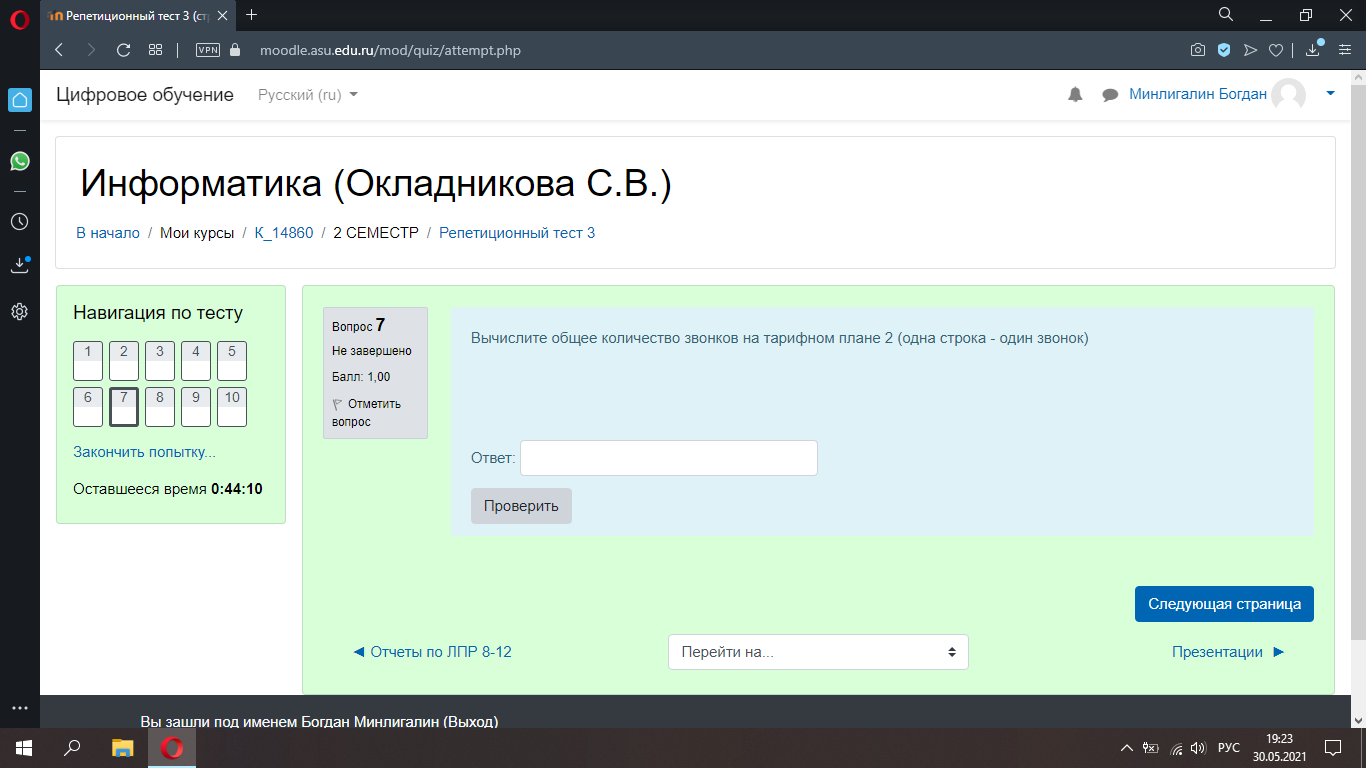 Репетиционный тест 3 (ст
VPN
moodle.asu.edu.ru/mod/quiz/attempt.php
Цифровое обучение
Русский (ru)
Минлигалин Богдан
Информатика (Окладникова С.В.)
В начало / Мои курсы / К_14860 / 2 СЕМЕСТР / Репетиционный тест 3
Навигация по тесту
1 2 3 4 5
6 7 8 9 10
Закончить попытку...
Оставшееся время 0:44:10
Вопрос 7
Не завершено
Балл: 1,00
Отметить
вопрос
Вычислите общее количество звонков на тарифном плане 2 (одна строка - один звонок)
Ответ:
Проверить
Следующая страница
◄ Отчеты по ЛПР 8-12
Перейти на...
Презентации ►
Вы зашли под именем Богдан Минлигалин (Выход)
РУС
19:23
30.05.2021